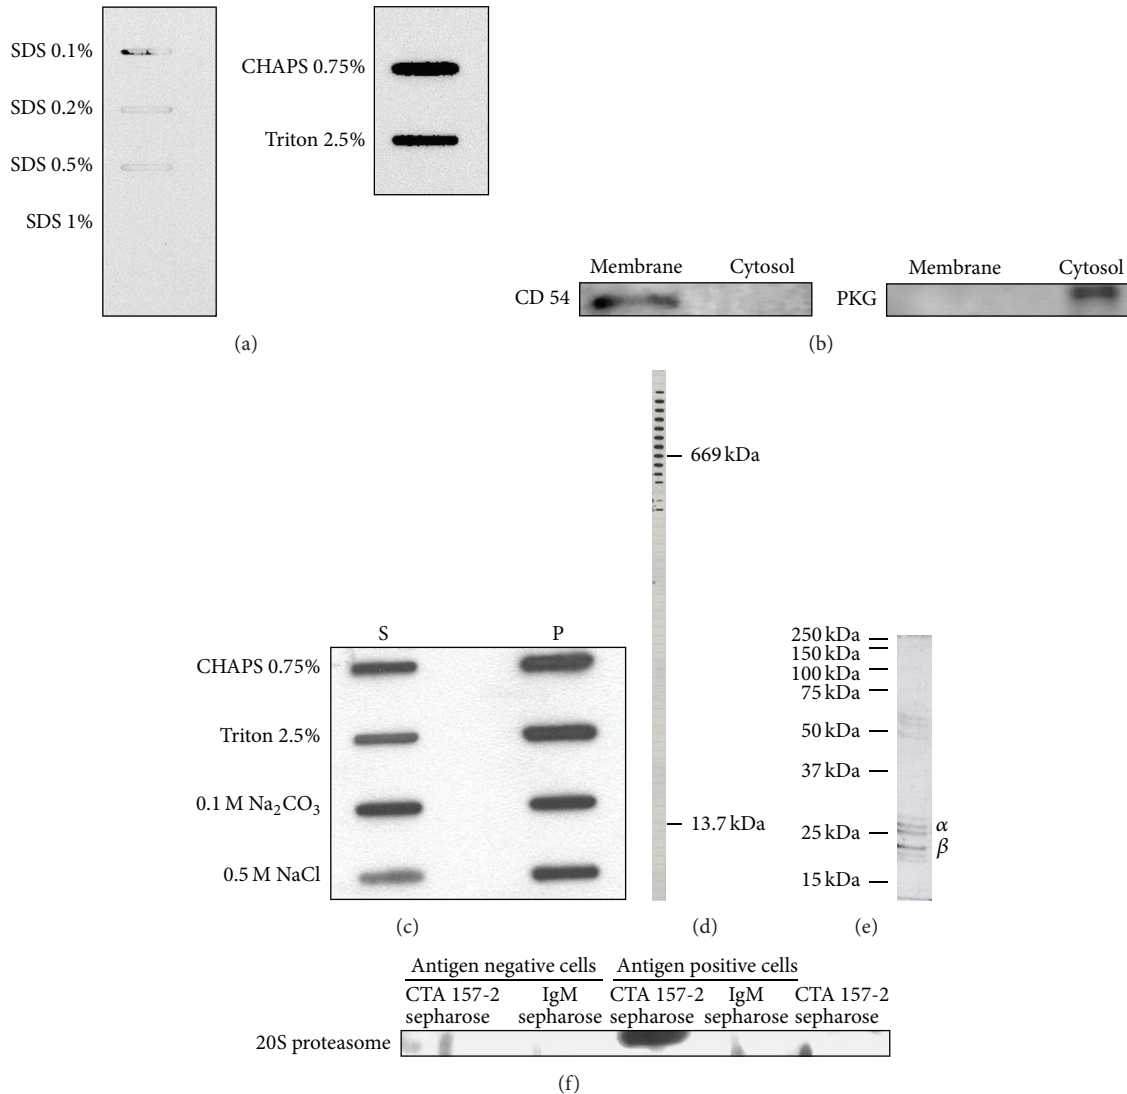 SDS 0.1%
SDS 0.2%
SDS 0.5%
SDS 1%
CHAPS 0.75%
Triton 2.5%
(a)
Membrane Cytosol
CD 54
Membrane Cytosol
PKG
(b)
S P
CHAPS 0.75%
Triton 2.5%
0.1 M Na₂CO₃
0.5 M NaCl
(c)
669 kDa
13.7 kDa
(d)
250 kDa
150 kDa
100 kDa
75 kDa
50 kDa
37 kDa
25 kDa
15 kDa
α
β
(e)
Antigen negative cells Antigen positive cells
CTA 157-2 IgM CTA 157-2 IgM CTA 157-2
sepharose sepharose sepharose sepharose sepharose
20S proteasome
(f)